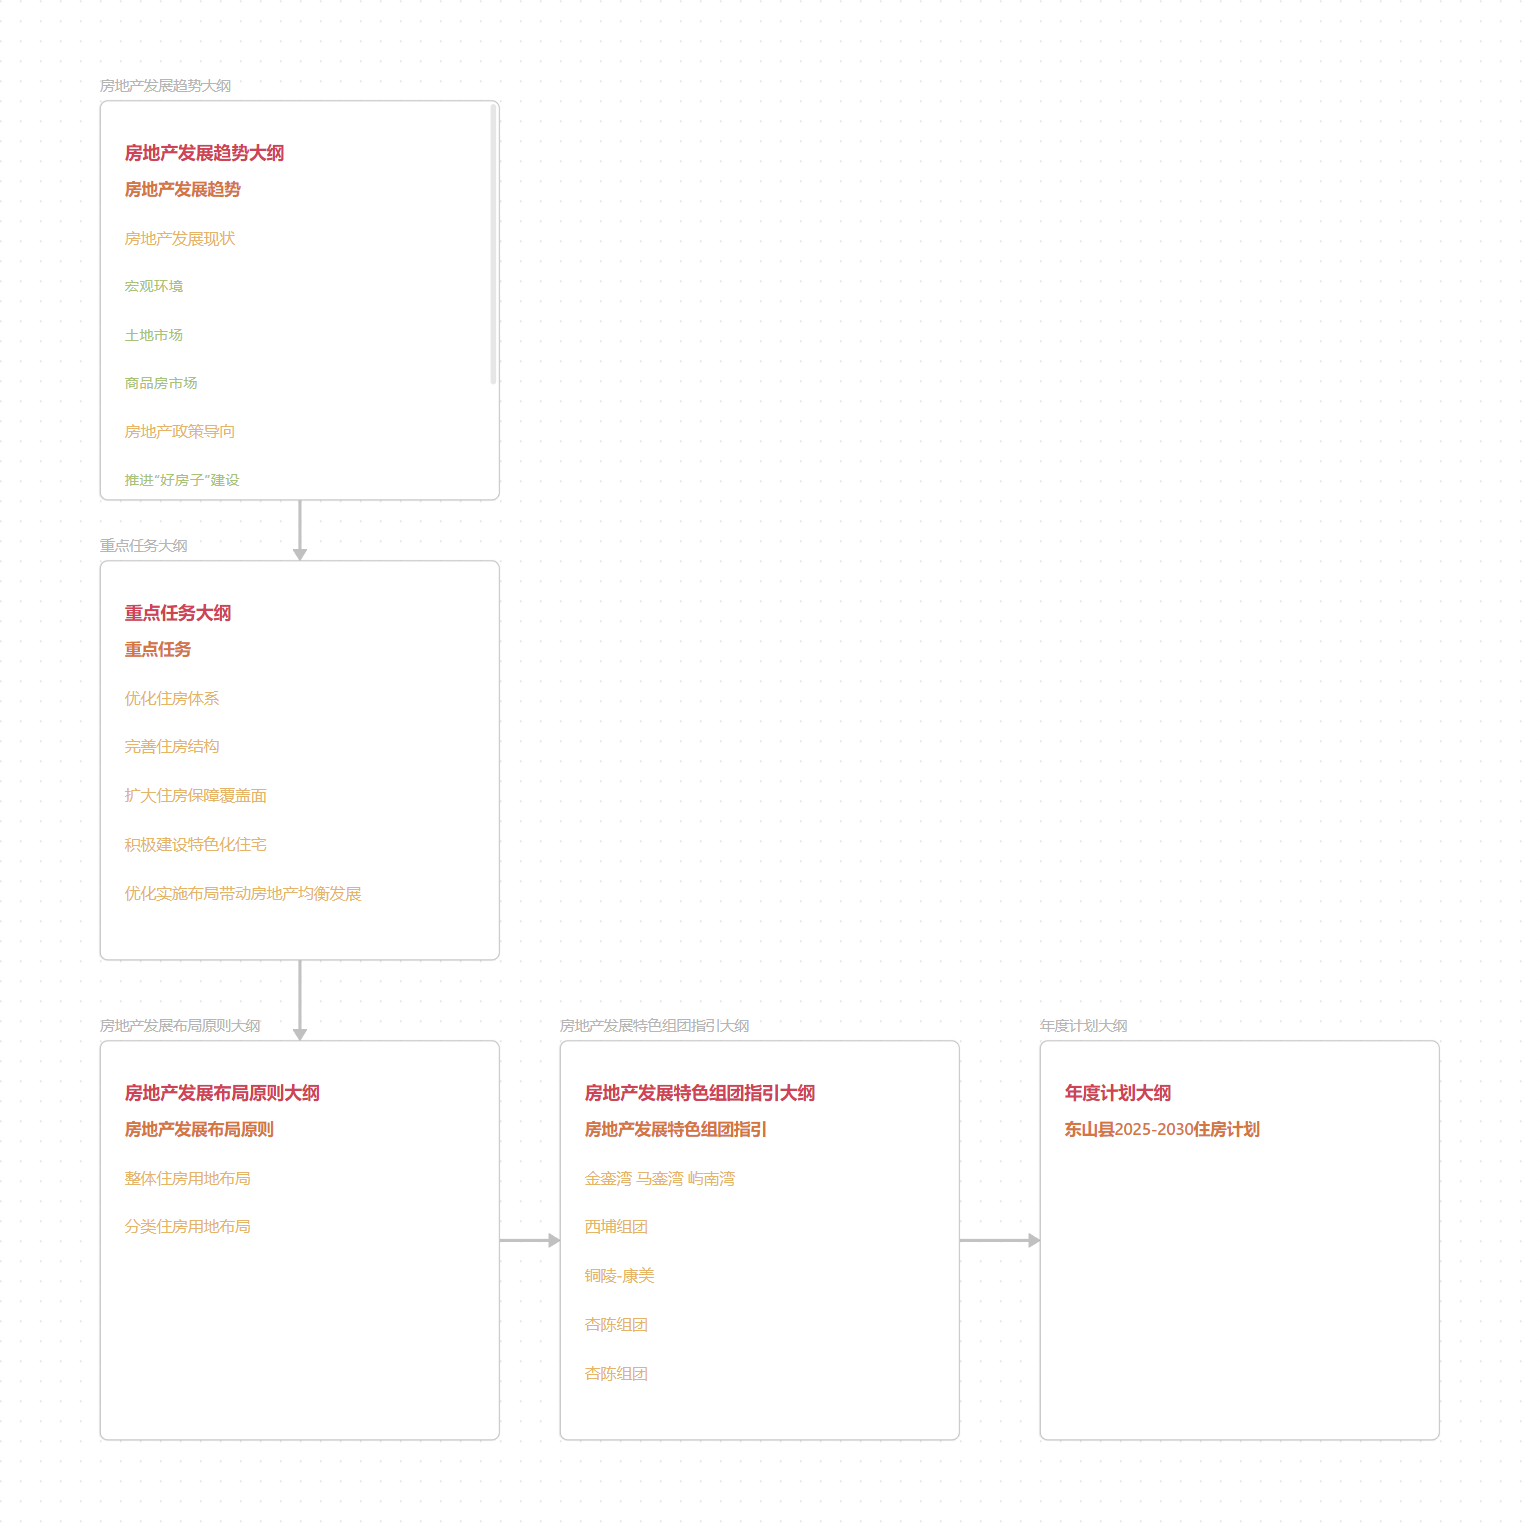 房地产发展趋势大纲
房地产发展趋势大纲
房地产发展趋势
房地产发展现状
宏观环境
土地市场
商品房市场
房地产政策导向
推进“好房子”建设
重点任务大纲
重点任务大纲
重点任务
优化住房体系
完善住房结构
扩大住房保障覆盖面
积极建设特色化住宅
优化实施布局带动房地产均衡发展
房地产发展布局原则大纲
房地产发展布局原则大纲
房地产发展布局原则
整体住房用地布局
分类住房用地布局
房地产发展特色组团指引大纲
房地产发展特色组团指引大纲
房地产发展特色组团指引
金銮湾 马銮湾 屿南湾
西埔组团
铜陵-康美
杏陈组团
杏陈组团
年度计划大纲
年度计划大纲
东山县2025-2030住房计划